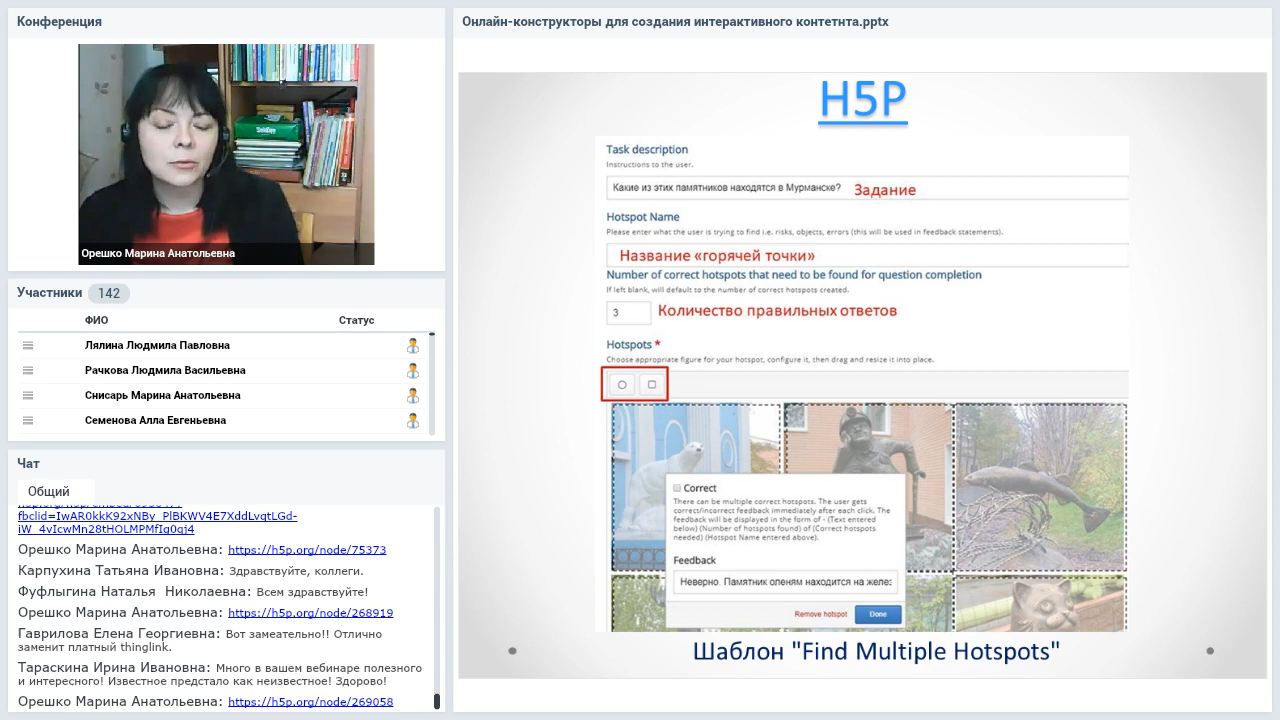 Конференция
Орешко Марина Анатольевна
Участники 142
ФИО Статус
Лялина Людмила Павловна
Рачкова Людмила Васильевна
Снисарь Марина Анатольевна
Семенова Алла Евгеньевна
Чат
Общий
fbclid=IwAR0kkK92xNBy_PlBKWV4E7XddLvqtLGd-
iW_4vIcwMn28tHOLMPMfIg0qj4
Орешко Марина Анатольевна: https://h5p.org/node/75373
Карпухина Татьяна Ивановна: Здравствуйте, коллеги.
Фуфлыгина Наталья Николаевна: Всем здравствуйте!
Орешко Марина Анатольевна: https://h5p.org/node/268919
Гаврилова Елена Георгиевна: Вот замеательно!! Отлично
заменит платный thinglink.
Тараскина Ирина Ивановна: Много в вашем вебинаре полезного
и интересного! Известное предстало как неизвестное! Здорово!
Орешко Марина Анатольевна: https://h5p.org/node/269058
Онлайн-конструкторы для создания интерактивного контетнта.pptx
H5P
Task description
Instructions to the user.
Какие из этих памятников находятся в Мурманске? Задание
Hotspot Name
Please enter what the user is trying to find i.e. risks, objects, errors (this will be used in feedback statements).
Название «горячей точки»
Number of correct hotspots that need to be found for question completion
If left blank, will default to the number of correct hotspots created.
3 Количество правильных ответов
Hotspots *
Choose appropriate figure for your hotspot, configure it, then drag and resize it into place.
Correct
There can be multiple correct hotspots. The user gets
correct/incorrect feedback immediately after each click. The
feedback will be displayed in the form of - (Text entered
below) (Number of hotspots found) of (Correct hotspots
needed) (Hotspot Name entered above).
Feedback
Неверно. Памятник оленям находится на желе
Remove hotspot Done
Шаблон "Find Multiple Hotspots"